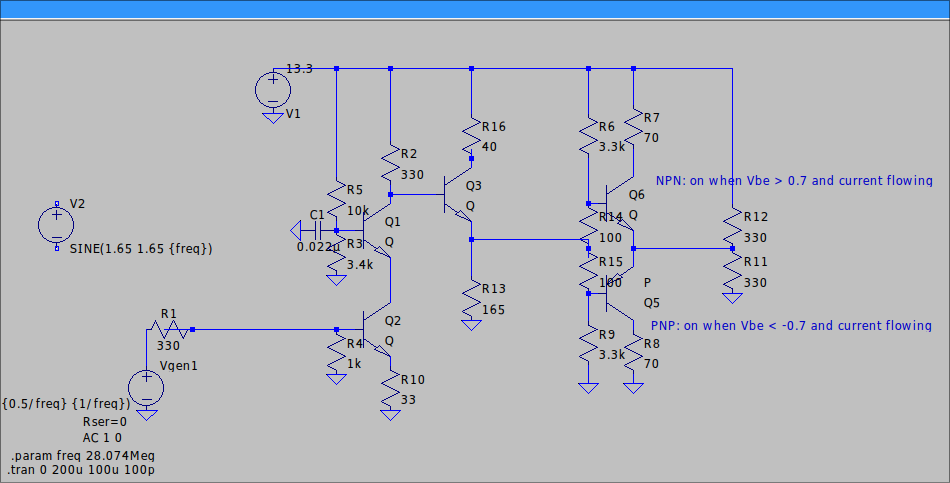 13.3
V1
R16
40
R6
3.3k
R7
70
R2
330
NPN: on when Vbe > 0.7 and current flowing
Q3
Q
R5
10k
Q6
Q
V2
C1
0.022u
Q1
Q
R14
100
R12
330
SINE(1.65 1.65 {freq})
R3
3.4k
R15
100
P
Q5
R11
330
R13
165
R1
330
Q2
Q
PNP: on when Vbe < -0.7 and current flowing
R4
1k
R9
3.3k
R8
70
Vgen1
R10
33
{0.5/freq} {1/freq})
Rser=0
AC 1 0
.param freq 28.074Meg
.tran 0 200u 100u 100p